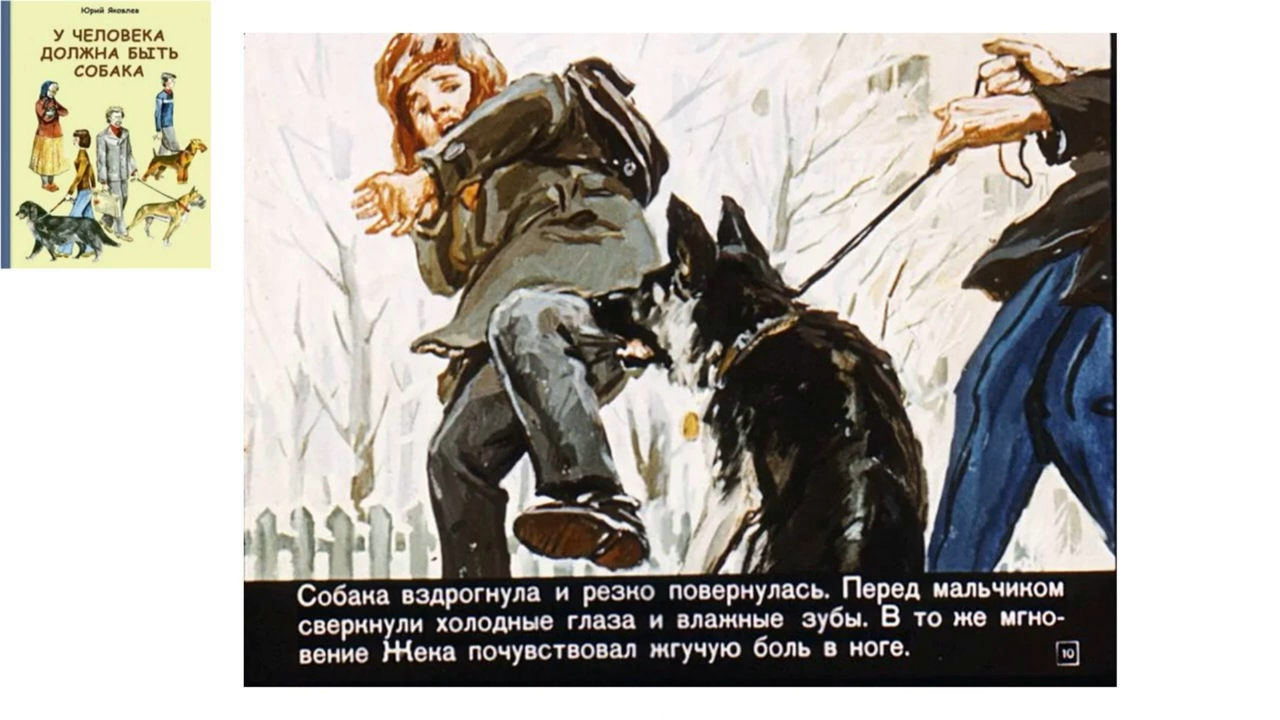 Юрий Яковлев
У ЧЕЛОВЕКА
ДОЛЖНА БЫТЬ
СОБАКА
Собака вздрогнула и резко повернулась. Перед мальчиком
сверкнули холодные глаза и влажные зубы. В то же мгно-
вение Жека почувствовал жгучую боль в ноге.
10